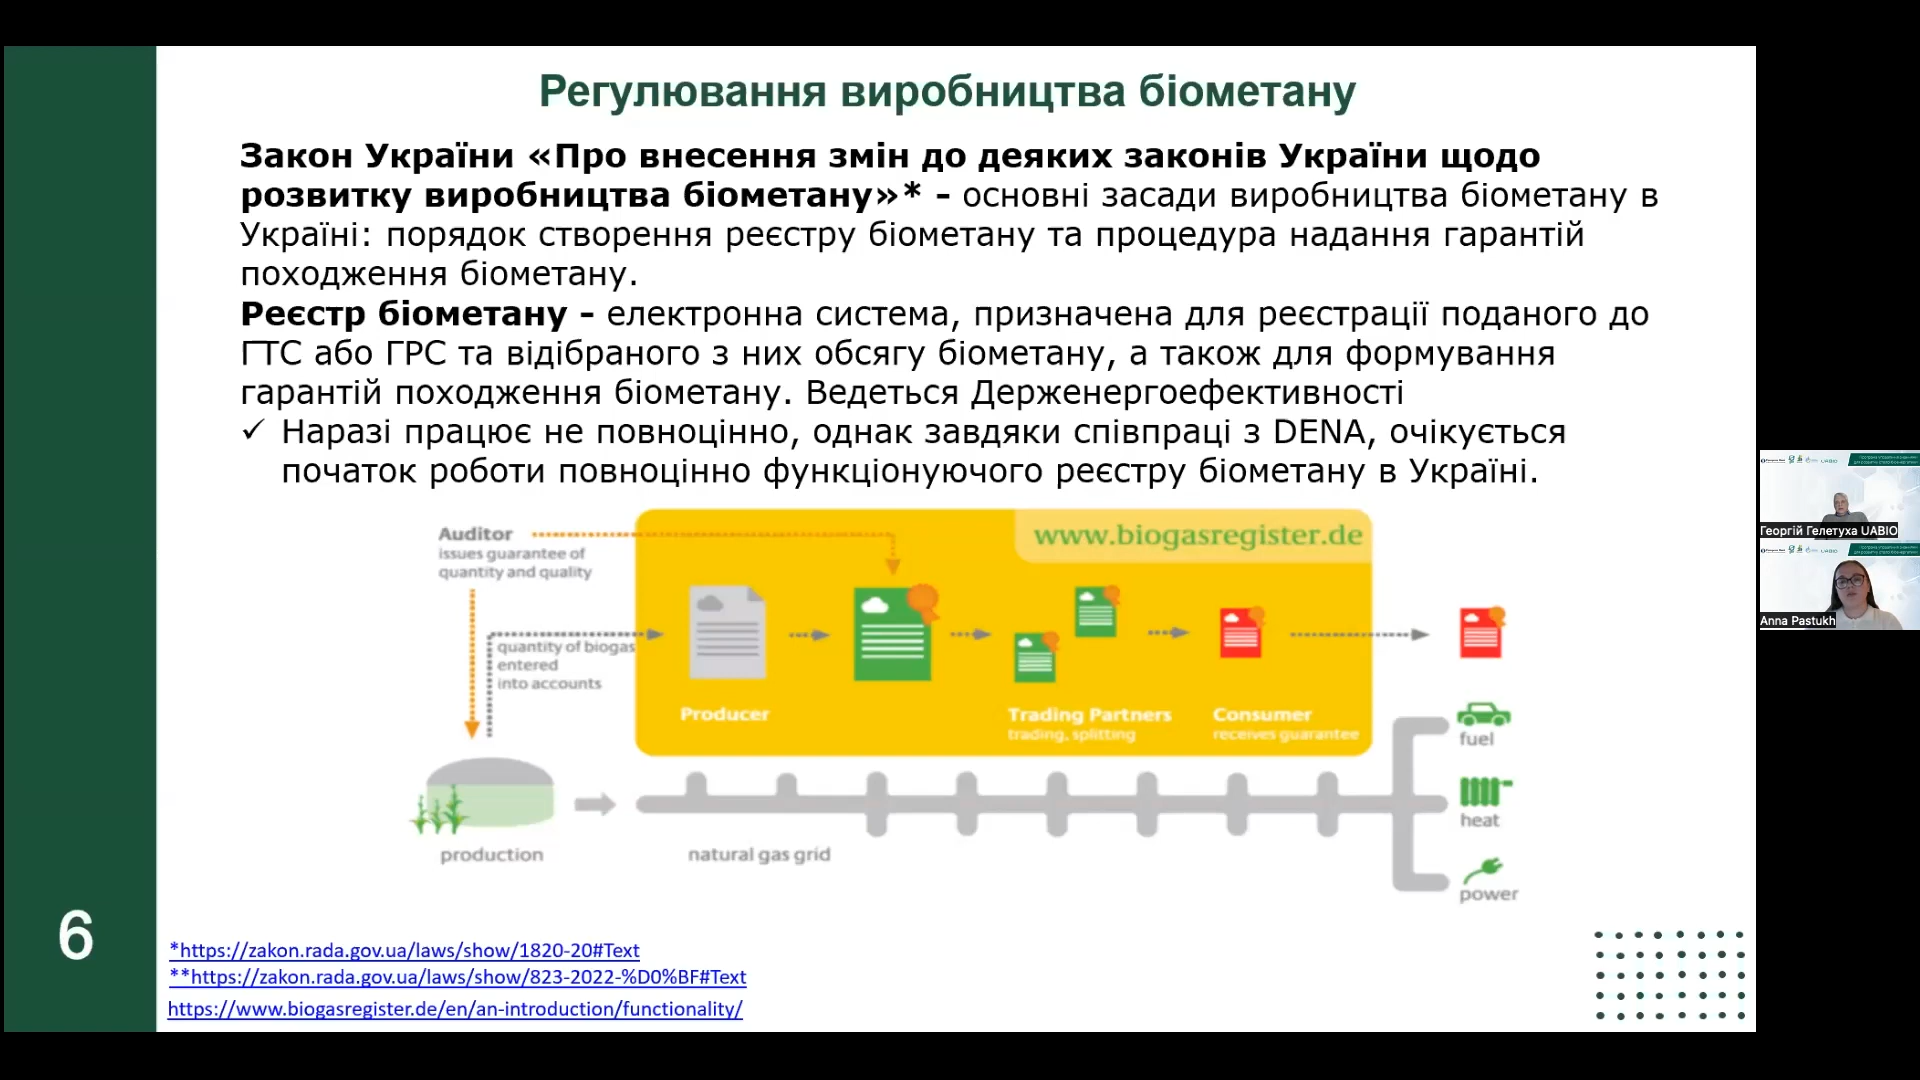 Регулювання виробництва біометану
Закон України «Про внесення змін до деяких законів України щодо
розвитку виробництва біометану»* - основні засади виробництва біометану в
Україні: порядок створення реєстру біометану та процедура надання гарантій
походження біометану.
Реєстр біометану - електронна система, призначена для реєстрації поданого до
ГТС або ГРС та відібраного з них обсягу біометану, а також для формування
гарантій походження біометану. Ведеться Держенергоефективності
✓ Наразі працює не повноцінно, однак завдяки співпраці з DENA, очікується
початок роботи повноцінно функціонуючого реєстру біометану в Україні.
Auditor
issues guarantee of
quantity and quality
www.biogasregister.de
quantity of biogas
entered
into accounts
Producer
Trading Partners
trading, splitting
Consumer
receives guarantee
fuel
heat
power
production
natural gas grid
6
*https://zakon.rada.gov.ua/laws/show/1820-20#Text
**https://zakon.rada.gov.ua/laws/show/823-2022-%D0%BF#Text
https://www.biogasregister.de/en/an-introduction/functionality/
Георгій Гелетуха UABIO
Anna Pastukh